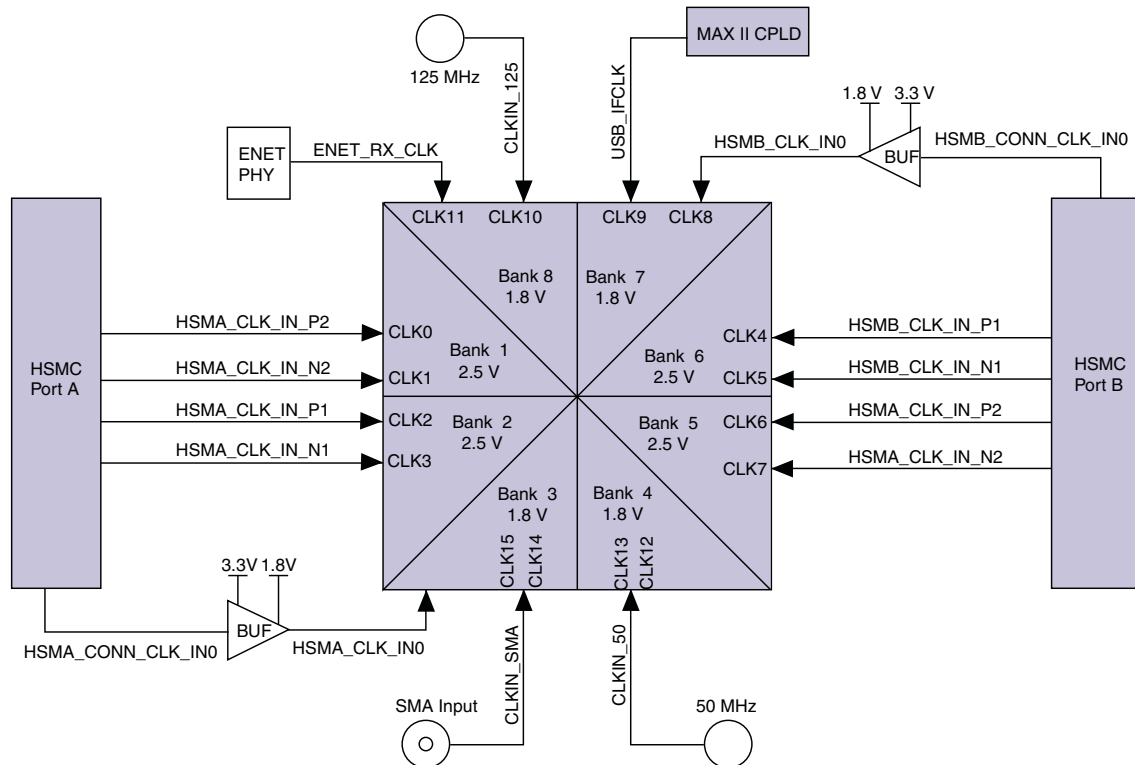 125 MHz
CLKIN_125
MAX II CPLD
USB_IFCLK
1.8 V
3.3 V
ENET
PHY
ENET_RX_CLK
HSMB_CLK_IN0
BUF
HSMB_CONN_CLK_IN0
CLK11
CLK10
CLK9
CLK8
Bank 8
1.8 V
Bank 7
1.8 V
HSMC
Port A
HSMA_CLK_IN_P2
HSMA_CLK_IN_N2
HSMA_CLK_IN_P1
HSMA_CLK_IN_N1
CLK0
CLK1
CLK2
CLK3
Bank 1
2.5 V
Bank 2
2.5 V
Bank 6
2.5 V
Bank 5
2.5 V
CLK4
CLK5
CLK6
CLK7
HSMB_CLK_IN_P1
HSMB_CLK_IN_N1
HSMA_CLK_IN_P2
HSMA_CLK_IN_N2
HSMC
Port B
Bank 3
1.8 V
Bank 4
1.8 V
CLK15
CLK14
CLK13
CLK12
3.3V
1.8V
BUF
HSMA_CONN_CLK_IN0
HSMA_CLK_IN0
CLKIN_SMA
CLKIN_50
SMA Input
50 MHz